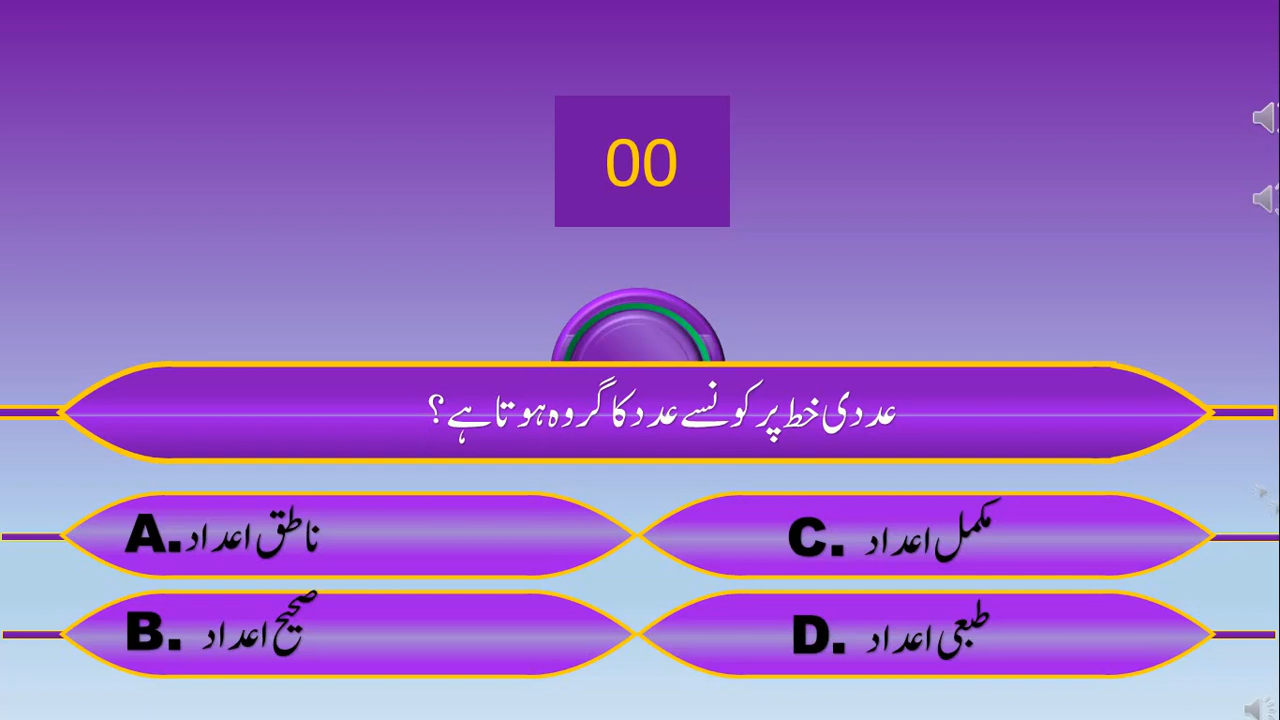 00
عددی خط پر کونسے عدد کا گروہ ہوتا ہے؟
A. ناطق اعداد
C. مکمل اعداد
B. صحیح اعداد
D. طبعی اعداد